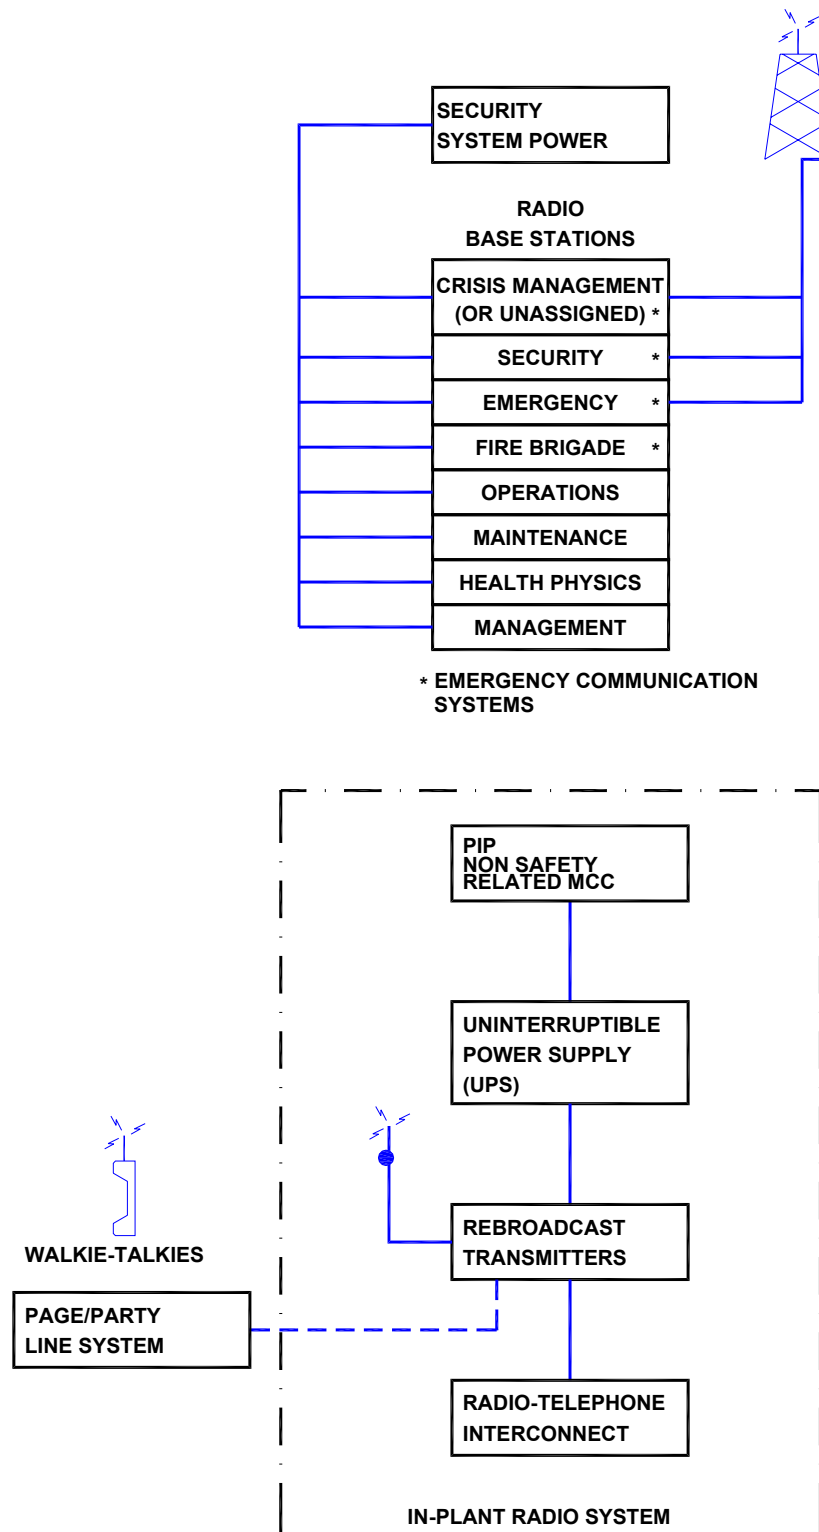 SECURITY
SYSTEM POWER
RADIO
BASE STATIONS
CRISIS MANAGEMENT
(OR UNASSIGNED) *
SECURITY *
EMERGENCY *
FIRE BRIGADE *
OPERATIONS
MAINTENANCE
HEALTH PHYSICS
MANAGEMENT
* EMERGENCY COMMUNICATION
SYSTEMS
PIP
NON SAFETY
RELATED MCC
UNINTERRUPTIBLE
POWER SUPPLY
(UPS)
REBROADCAST
TRANSMITTERS
WALKIE-TALKIES
PAGE/PARTY
LINE SYSTEM
RADIO-TELEPHONE
INTERCONNECT
IN-PLANT RADIO SYSTEM